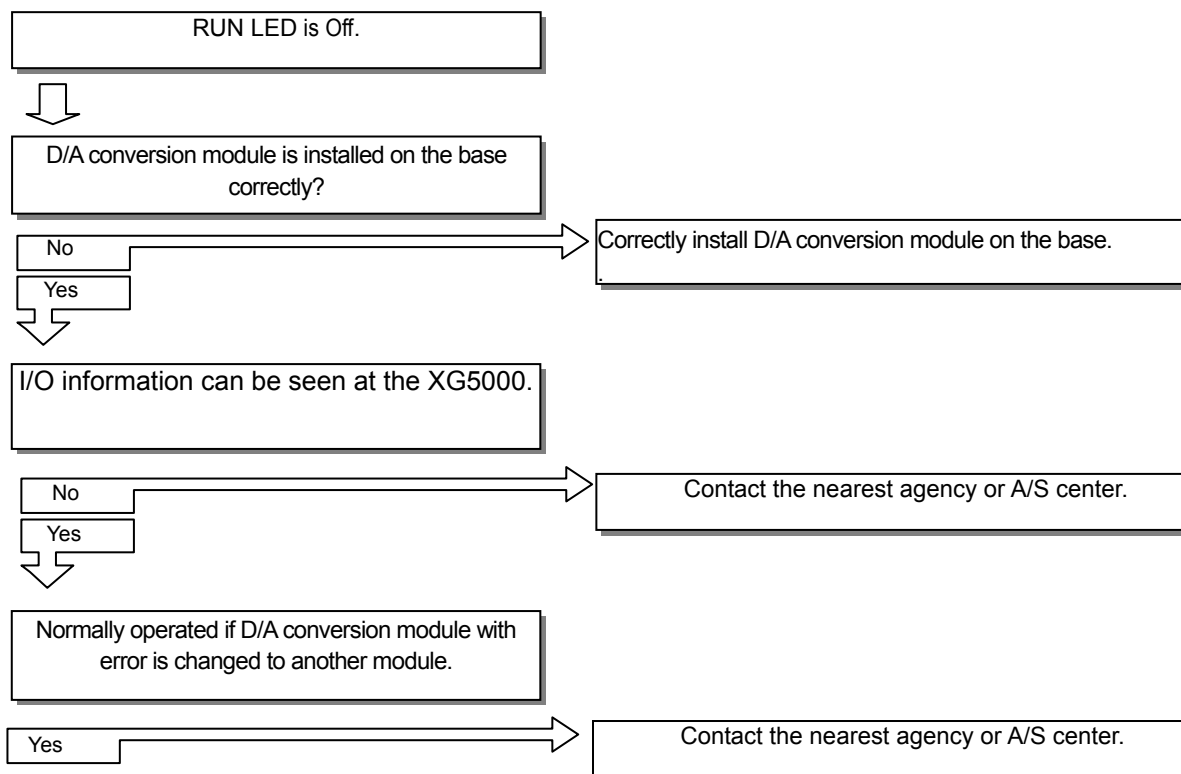 RUN LED is Off.
D/A conversion module is installed on the base
correctly?
No
Correctly install D/A conversion module on the base.
.
Yes
I/O information can be seen at the XG5000.
No
Contact the nearest agency or A/S center.
Yes
Normally operated if D/A conversion module with
error is changed to another module.
Yes
Contact the nearest agency or A/S center.